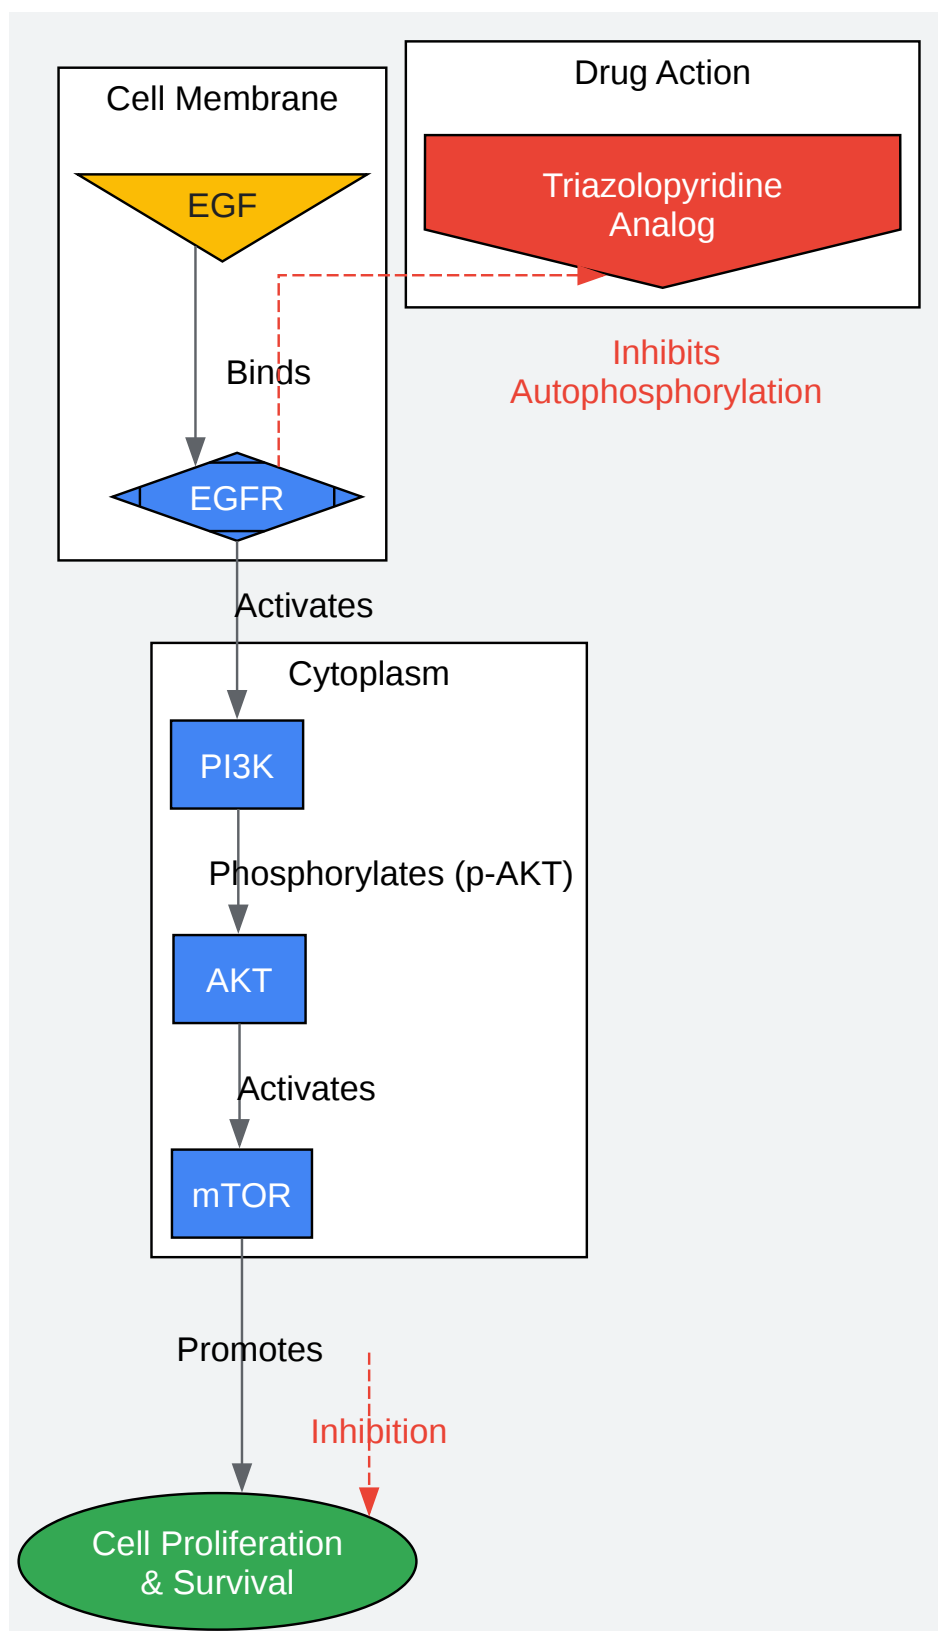 Drug Action
Cell Membrane
Triazolopyridine
Analog
EGF
Inhibits
Autophosphorylation
Binds
EGFR
Activates
Cytoplasm
PI3K
Phosphorylates (p-AKT)
AKT
Activates
mTOR
Promotes
Inhibition
Cell Proliferation
& Survival